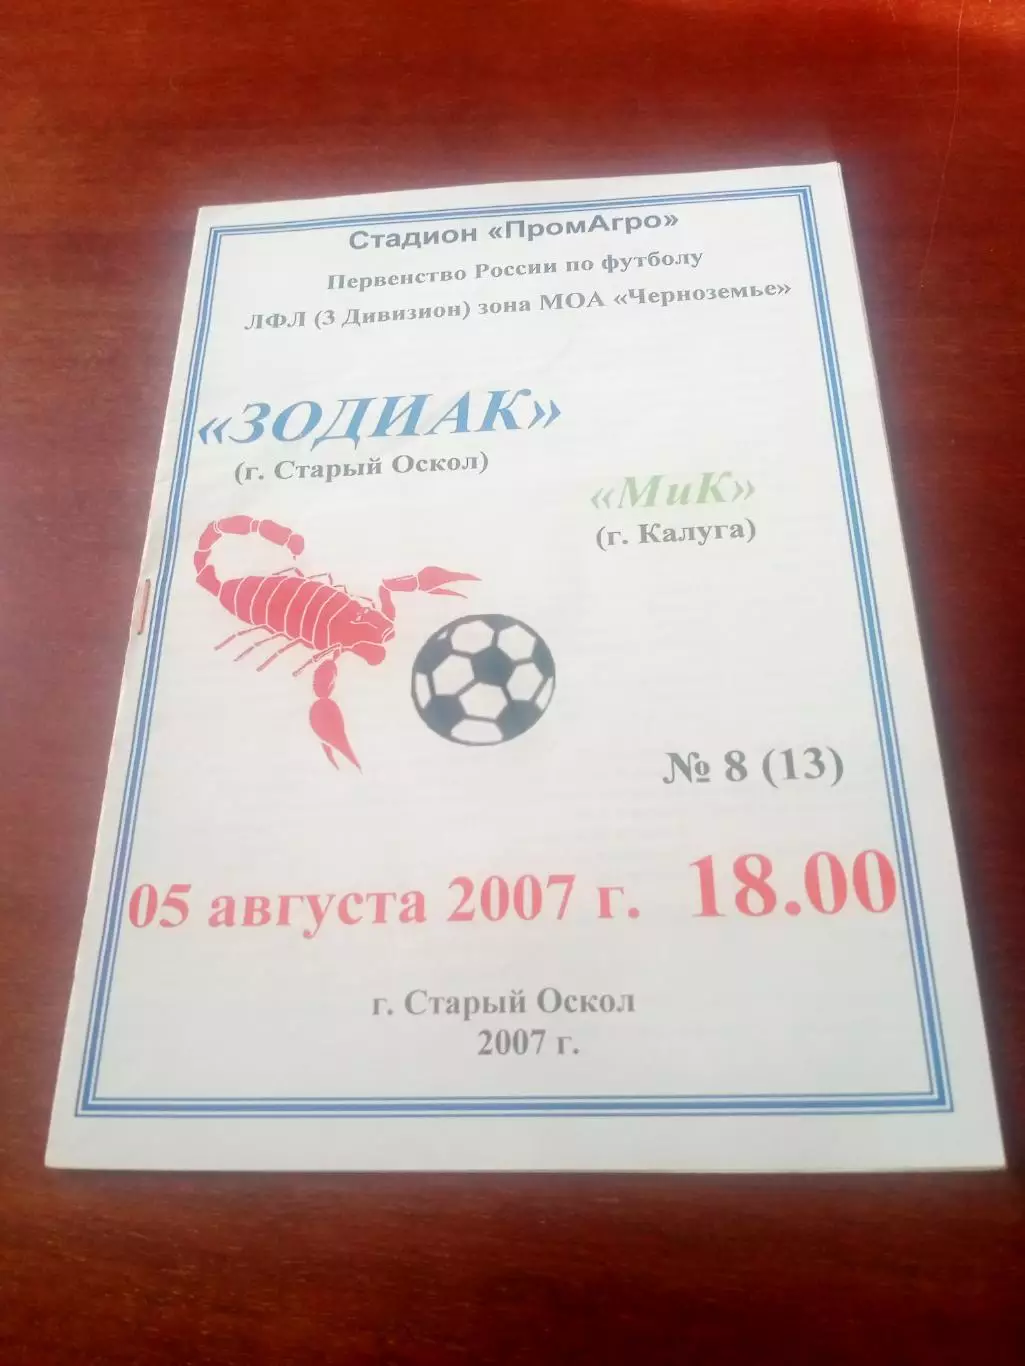 Стадион «ПромАгро»
Первенство России по футболу
ЛФЛ (3 Дивизион) зона МОА «Черноземье»
«ЗОДИАК»
(г. Старый Оскол)
«МиК»
(г. Калуга)
№ 8 (13)
05 августа 2007 г. 18.00
г. Старый Оскол
2007 г.